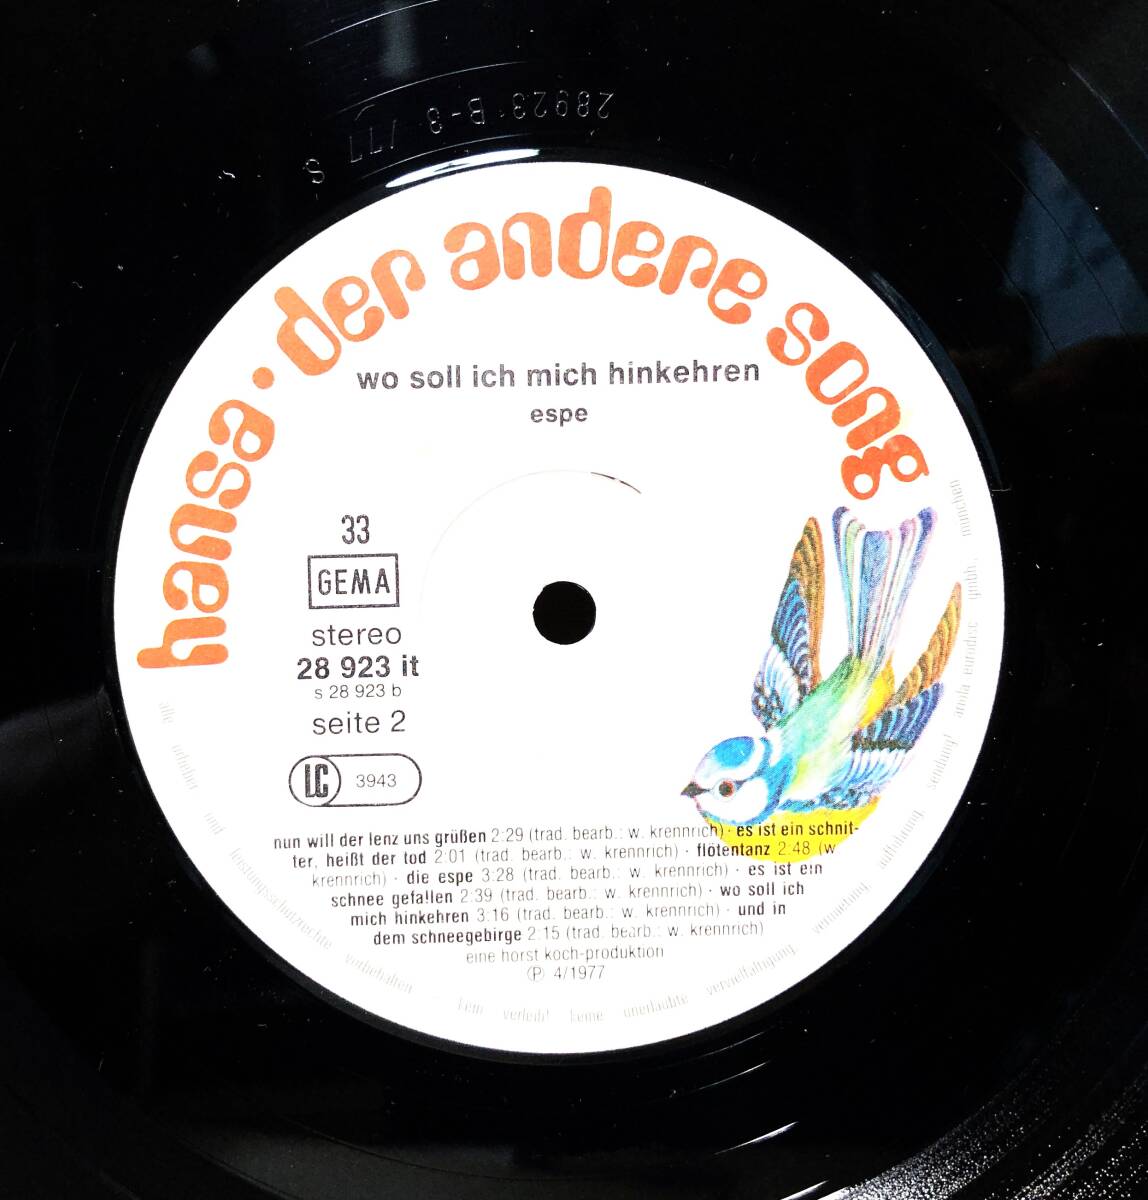 28923 B-3 /77 S
hansa · der andere song
wo soll ich mich hinkehren
espe
33
GEMA
stereo
28 923 it
s 28 923 b
seite 2
LC 3943
nun will der lenz uns grüßen 2:29 (trad. bearb.: w. krennrich) · es ist ein schnit-
ter, heißt der tod 2:01 (trad. bearb.: w. krennrich) · flötentanz 2:48 (w
krennrich) · die espe 3:28 (trad. bearb.: w. krennrich) · es ist ein
schnee gefallen 2:39 (trad. bearb.: w. krennrich) · wo soll ich
mich hinkehren 3:16 (trad. bearb.: w. krennrich) · und in
dem schneegebirge 2:15 (trad. bearb.: w. krennrich)
eine horst koch-produktion
℗ 4/1977
alle urheber und leistungsschutzrechte vorbehalten kein verleih! keine unerlaubte vervielfältigung, vermietung, aufführung, sendung! ariola eurodisc gmbh, münchen